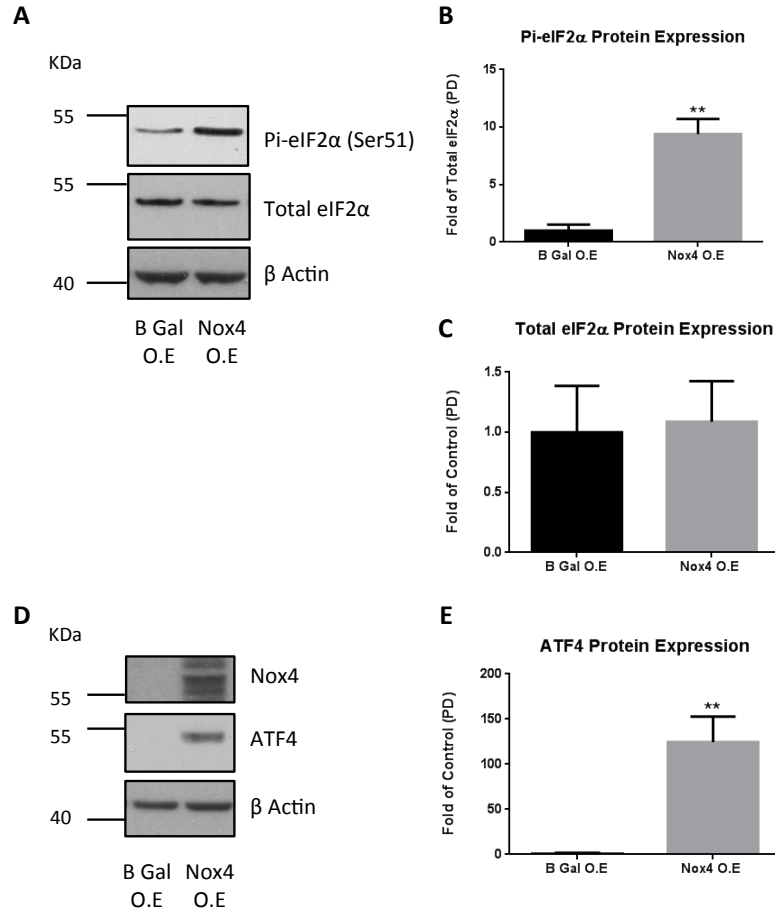 A
KDa
55
Pi-eIF2α (Ser51)
55
Total eIF2α
40
β Actin
B Gal
O.E
Nox4
O.E
B
Pi-eIF2α Protein Expression
Fold of Total eIF2α (PD)
15
10
5
0
**
B Gal O.E
Nox4 O.E
C
Total eIF2α Protein Expression
Fold of Control (PD)
1.5
1.0
0.5
0.0
B Gal O.E
Nox4 O.E
D
KDa
Nox4
55
55
ATF4
40
β Actin
B Gal
O.E
Nox4
O.E
E
ATF4 Protein Expression
Fold of Control (PD)
200
150
100
50
0
**
B Gal O.E
Nox4 O.E